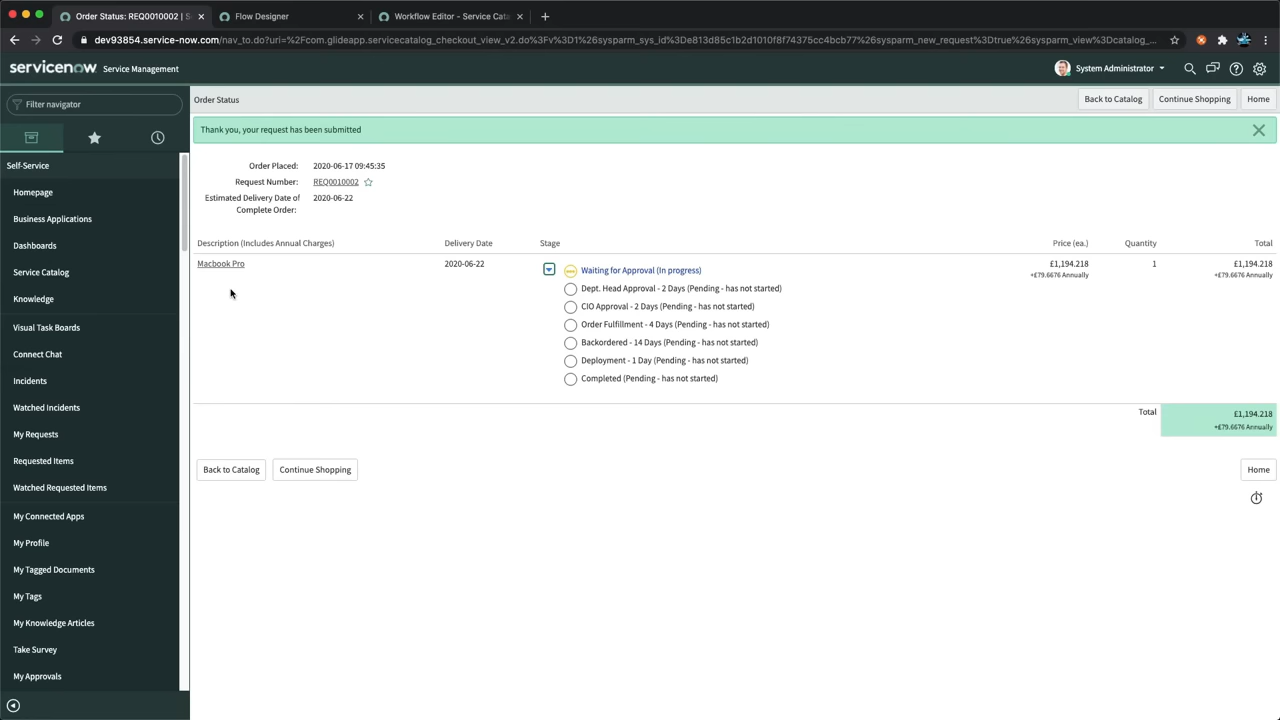 Order Status: REQ0010002 | S
Flow Designer
Workflow Editor - Service Cata
dev93854.service-now.com/nav_to.do?uri=%2Fcom.glideapp.servicecatalog_checkout_view_v2.do%3Fv%3D1%26sysparm_sys_id%3De813d85c1b2d1010f8f74375cc4bcb77%26sysparm_new_request%3Dtrue%26sysparm_view%3Dcatalog_...
servicenow Service Management
System Administrator
Filter navigator
Order Status
Back to Catalog
Continue Shopping
Home
Thank you, your request has been submitted
Order Placed: 2020-06-17 09:45:35
Request Number: REQ0010002
Estimated Delivery Date of 2020-06-22
Complete Order:
Description (Includes Annual Charges) Delivery Date Stage Price (ea.) Quantity Total
Macbook Pro 2020-06-22 £1,194.218 1 £1,194.218
+£79.6676 Annually +£79.6676 Annually
Waiting for Approval (In progress)
Dept. Head Approval - 2 Days (Pending - has not started)
CIO Approval - 2 Days (Pending - has not started)
Order Fulfillment - 4 Days (Pending - has not started)
Backordered - 14 Days (Pending - has not started)
Deployment - 1 Day (Pending - has not started)
Completed (Pending - has not started)
Total £1,194.218
+£79.6676 Annually
Back to Catalog
Continue Shopping
Home
Self-Service
Homepage
Business Applications
Dashboards
Service Catalog
Knowledge
Visual Task Boards
Connect Chat
Incidents
Watched Incidents
My Requests
Requested Items
Watched Requested Items
My Connected Apps
My Profile
My Tagged Documents
My Tags
My Knowledge Articles
Take Survey
My Approvals